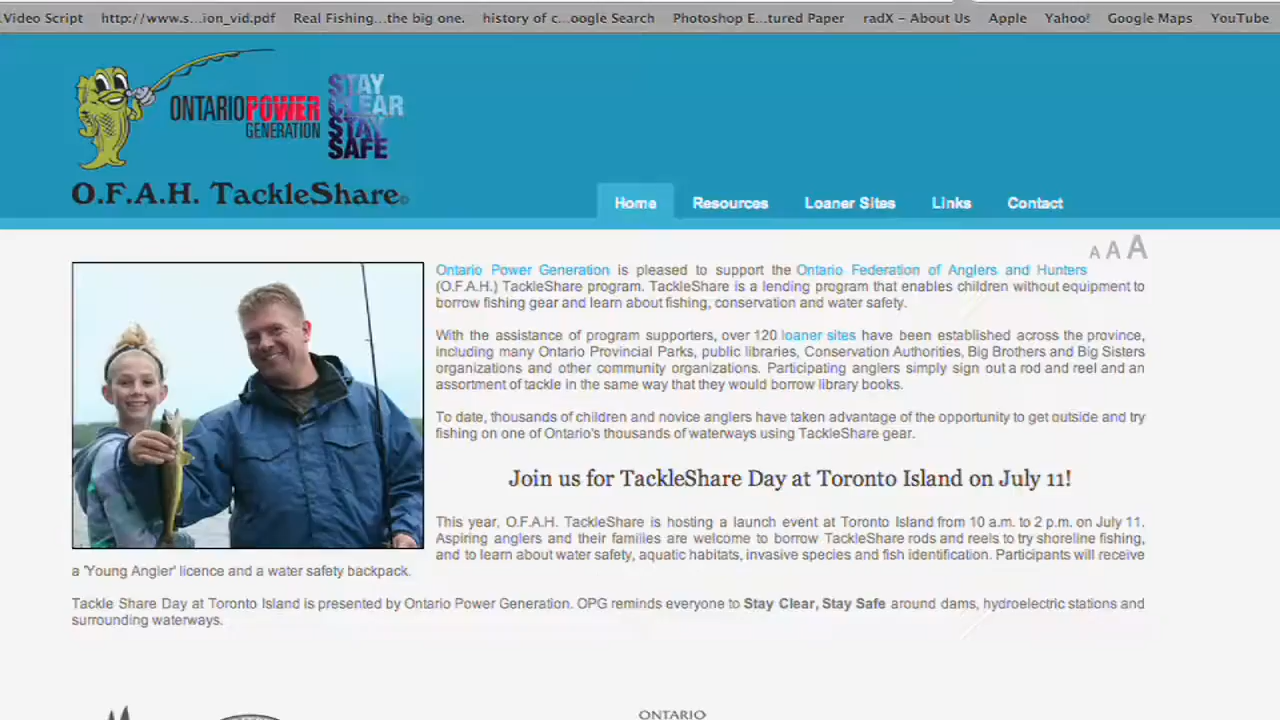 Video Script http://www.s...ion_vid.pdf Real Fishing...the big one. history of c...oogle Search Photoshop E...tured Paper radX – About Us Apple Yahoo! Google Maps YouTube
STAY
CLEAR
STAY
SAFE
ONTARIOPOWER
GENERATION
O.F.A.H. TackleShare©
Home Resources Loaner Sites Links Contact
A A A
Ontario Power Generation is pleased to support the Ontario Federation of Anglers and Hunters
(O.F.A.H.) TackleShare program. TackleShare is a lending program that enables children without equipment to
borrow fishing gear and learn about fishing, conservation and water safety.
With the assistance of program supporters, over 120 loaner sites have been established across the province,
including many Ontario Provincial Parks, public libraries, Conservation Authorities, Big Brothers and Big Sisters
organizations and other community organizations. Participating anglers simply sign out a rod and reel and an
assortment of tackle in the same way that they would borrow library books.
To date, thousands of children and novice anglers have taken advantage of the opportunity to get outside and try
fishing on one of Ontario's thousands of waterways using TackleShare gear.
Join us for TackleShare Day at Toronto Island on July 11!
This year, O.F.A.H. TackleShare is hosting a launch event at Toronto Island from 10 a.m. to 2 p.m. on July 11.
Aspiring anglers and their families are welcome to borrow TackleShare rods and reels to try shoreline fishing,
and to learn about water safety, aquatic habitats, invasive species and fish identification. Participants will receive
a 'Young Angler' licence and a water safety backpack.
Tackle Share Day at Toronto Island is presented by Ontario Power Generation. OPG reminds everyone to Stay Clear, Stay Safe around dams, hydroelectric stations and
surrounding waterways.
ONTARIO